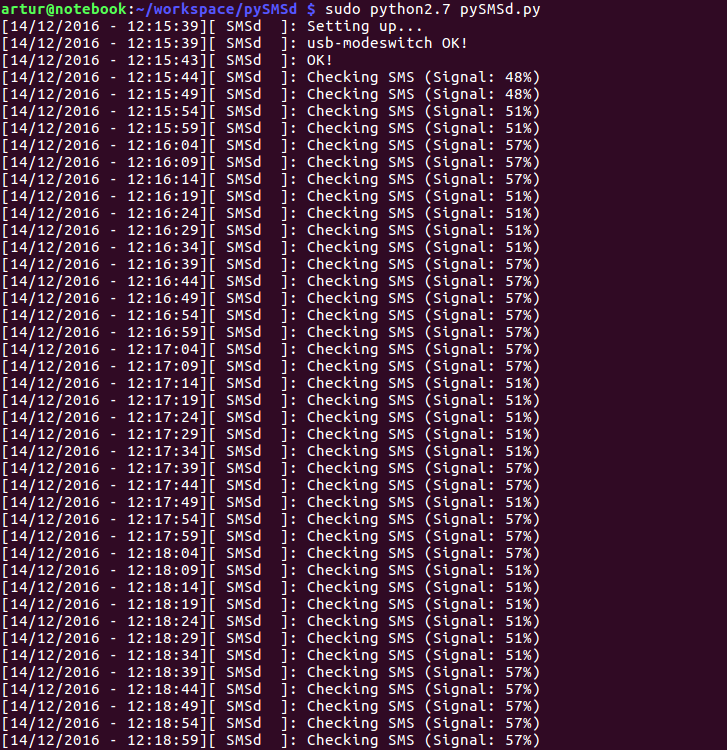 artur@notebook:~/workspace/pySMSd $ sudo python2.7 pySMSd.py
[14/12/2016 - 12:15:39][ SMSd  ]: Setting up...
[14/12/2016 - 12:15:39][ SMSd  ]: usb-modeswitch OK!
[14/12/2016 - 12:15:43][ SMSd  ]: OK!
[14/12/2016 - 12:15:44][ SMSd  ]: Checking SMS (Signal: 48%)
[14/12/2016 - 12:15:49][ SMSd  ]: Checking SMS (Signal: 48%)
[14/12/2016 - 12:15:54][ SMSd  ]: Checking SMS (Signal: 51%)
[14/12/2016 - 12:15:59][ SMSd  ]: Checking SMS (Signal: 51%)
[14/12/2016 - 12:16:04][ SMSd  ]: Checking SMS (Signal: 57%)
[14/12/2016 - 12:16:09][ SMSd  ]: Checking SMS (Signal: 57%)
[14/12/2016 - 12:16:14][ SMSd  ]: Checking SMS (Signal: 57%)
[14/12/2016 - 12:16:19][ SMSd  ]: Checking SMS (Signal: 51%)
[14/12/2016 - 12:16:24][ SMSd  ]: Checking SMS (Signal: 51%)
[14/12/2016 - 12:16:29][ SMSd  ]: Checking SMS (Signal: 51%)
[14/12/2016 - 12:16:34][ SMSd  ]: Checking SMS (Signal: 51%)
[14/12/2016 - 12:16:39][ SMSd  ]: Checking SMS (Signal: 57%)
[14/12/2016 - 12:16:44][ SMSd  ]: Checking SMS (Signal: 57%)
[14/12/2016 - 12:16:49][ SMSd  ]: Checking SMS (Signal: 57%)
[14/12/2016 - 12:16:54][ SMSd  ]: Checking SMS (Signal: 57%)
[14/12/2016 - 12:16:59][ SMSd  ]: Checking SMS (Signal: 57%)
[14/12/2016 - 12:17:04][ SMSd  ]: Checking SMS (Signal: 57%)
[14/12/2016 - 12:17:09][ SMSd  ]: Checking SMS (Signal: 57%)
[14/12/2016 - 12:17:14][ SMSd  ]: Checking SMS (Signal: 51%)
[14/12/2016 - 12:17:19][ SMSd  ]: Checking SMS (Signal: 51%)
[14/12/2016 - 12:17:24][ SMSd  ]: Checking SMS (Signal: 51%)
[14/12/2016 - 12:17:29][ SMSd  ]: Checking SMS (Signal: 51%)
[14/12/2016 - 12:17:34][ SMSd  ]: Checking SMS (Signal: 51%)
[14/12/2016 - 12:17:39][ SMSd  ]: Checking SMS (Signal: 57%)
[14/12/2016 - 12:17:44][ SMSd  ]: Checking SMS (Signal: 57%)
[14/12/2016 - 12:17:49][ SMSd  ]: Checking SMS (Signal: 51%)
[14/12/2016 - 12:17:54][ SMSd  ]: Checking SMS (Signal: 57%)
[14/12/2016 - 12:17:59][ SMSd  ]: Checking SMS (Signal: 57%)
[14/12/2016 - 12:18:04][ SMSd  ]: Checking SMS (Signal: 57%)
[14/12/2016 - 12:18:09][ SMSd  ]: Checking SMS (Signal: 51%)
[14/12/2016 - 12:18:14][ SMSd  ]: Checking SMS (Signal: 51%)
[14/12/2016 - 12:18:19][ SMSd  ]: Checking SMS (Signal: 51%)
[14/12/2016 - 12:18:24][ SMSd  ]: Checking SMS (Signal: 51%)
[14/12/2016 - 12:18:29][ SMSd  ]: Checking SMS (Signal: 51%)
[14/12/2016 - 12:18:34][ SMSd  ]: Checking SMS (Signal: 51%)
[14/12/2016 - 12:18:39][ SMSd  ]: Checking SMS (Signal: 57%)
[14/12/2016 - 12:18:44][ SMSd  ]: Checking SMS (Signal: 57%)
[14/12/2016 - 12:18:49][ SMSd  ]: Checking SMS (Signal: 57%)
[14/12/2016 - 12:18:54][ SMSd  ]: Checking SMS (Signal: 57%)
[14/12/2016 - 12:18:59][ SMSd  ]: Checking SMS (Signal: 57%)